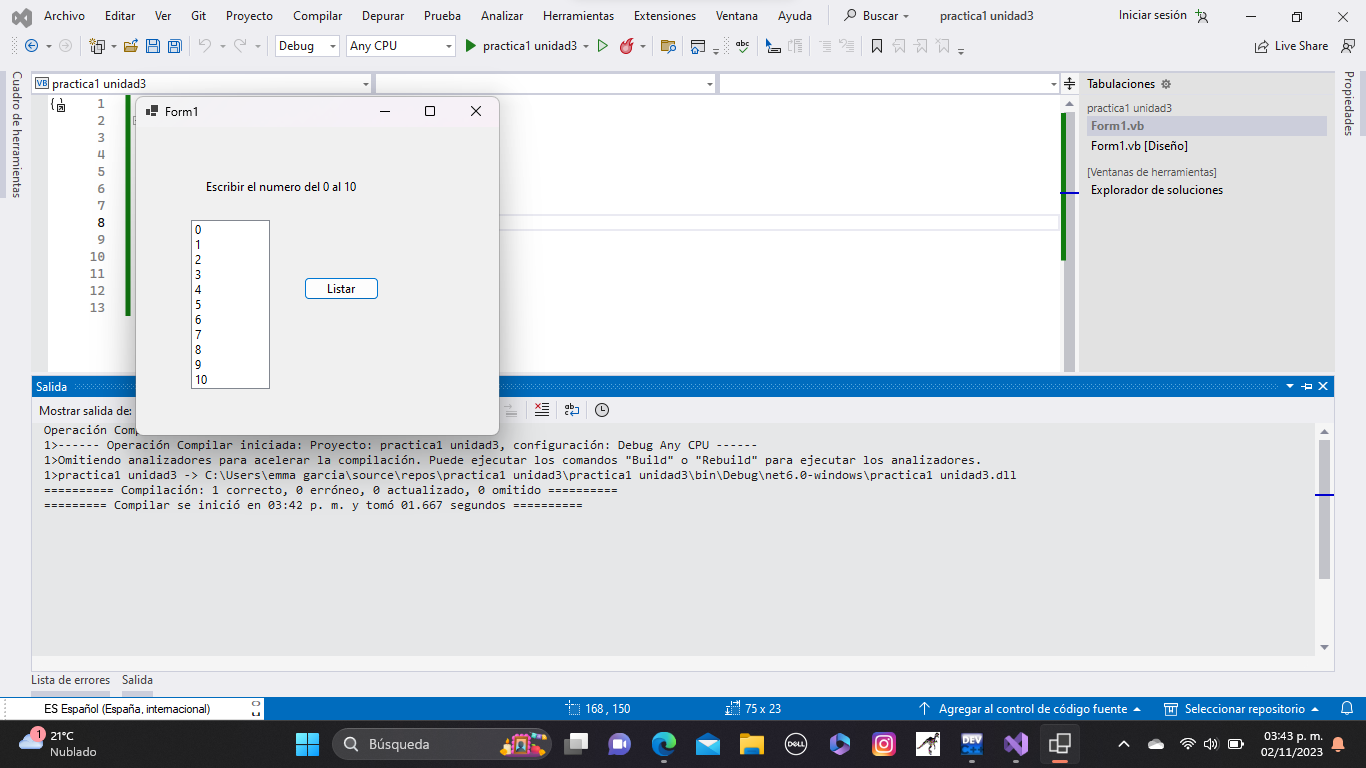 Archivo Editar Ver Git Proyecto Compilar Depurar Prueba Analizar Herramientas Extensiones Ventana Ayuda Buscar practica1 unidad3 Iniciar sesión
Debug Any CPU practica1 unidad3 Live Share
Cuadro de herramientas
VB practica1 unidad3
1
2
3
4
5
6
7
8
9
10
11
12
13
Form1
Escribir el numero del 0 al 10
0
1
2
3
4
5
6
7
8
9
10
Listar
Tabulaciones
practica1 unidad3
Form1.vb
Form1.vb [Diseño]
[Ventanas de herramientas]
Explorador de soluciones
Propiedades
Salida
Mostrar salida de:
Operación Com
1>------ Operación Compilar iniciada: Proyecto: practica1 unidad3, configuración: Debug Any CPU ------
1>Omitiendo analizadores para acelerar la compilación. Puede ejecutar los comandos "Build" o "Rebuild" para ejecutar los analizadores.
1>practica1 unidad3 -> C:\Users\emma garcia\source\repos\practica1 unidad3\practica1 unidad3\bin\Debug\net6.0-windows\practica1 unidad3.dll
========== Compilación: 1 correcto, 0 erróneo, 0 actualizado, 0 omitido ==========
========= Compilar se inició en 03:42 p. m. y tomó 01.667 segundos ==========
Lista de errores Salida
ES Español (España, internacional) 168 , 150 75 x 23 Agregar al control de código fuente Seleccionar repositorio
1 21°C
Nublado
Búsqueda
DELL
DEV
03:43 p. m.
02/11/2023